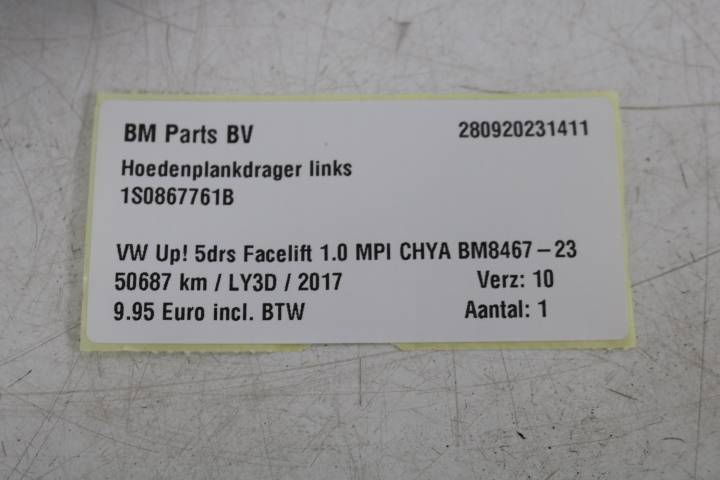 BM Parts BV 280920231411
Hoedenplankdrager links
1S0867761B
VW Up! 5drs Facelift 1.0 MPI CHYA BM8467-23
50687 km / LY3D / 2017 Verz: 10
9.95 Euro incl. BTW Aantal: 1